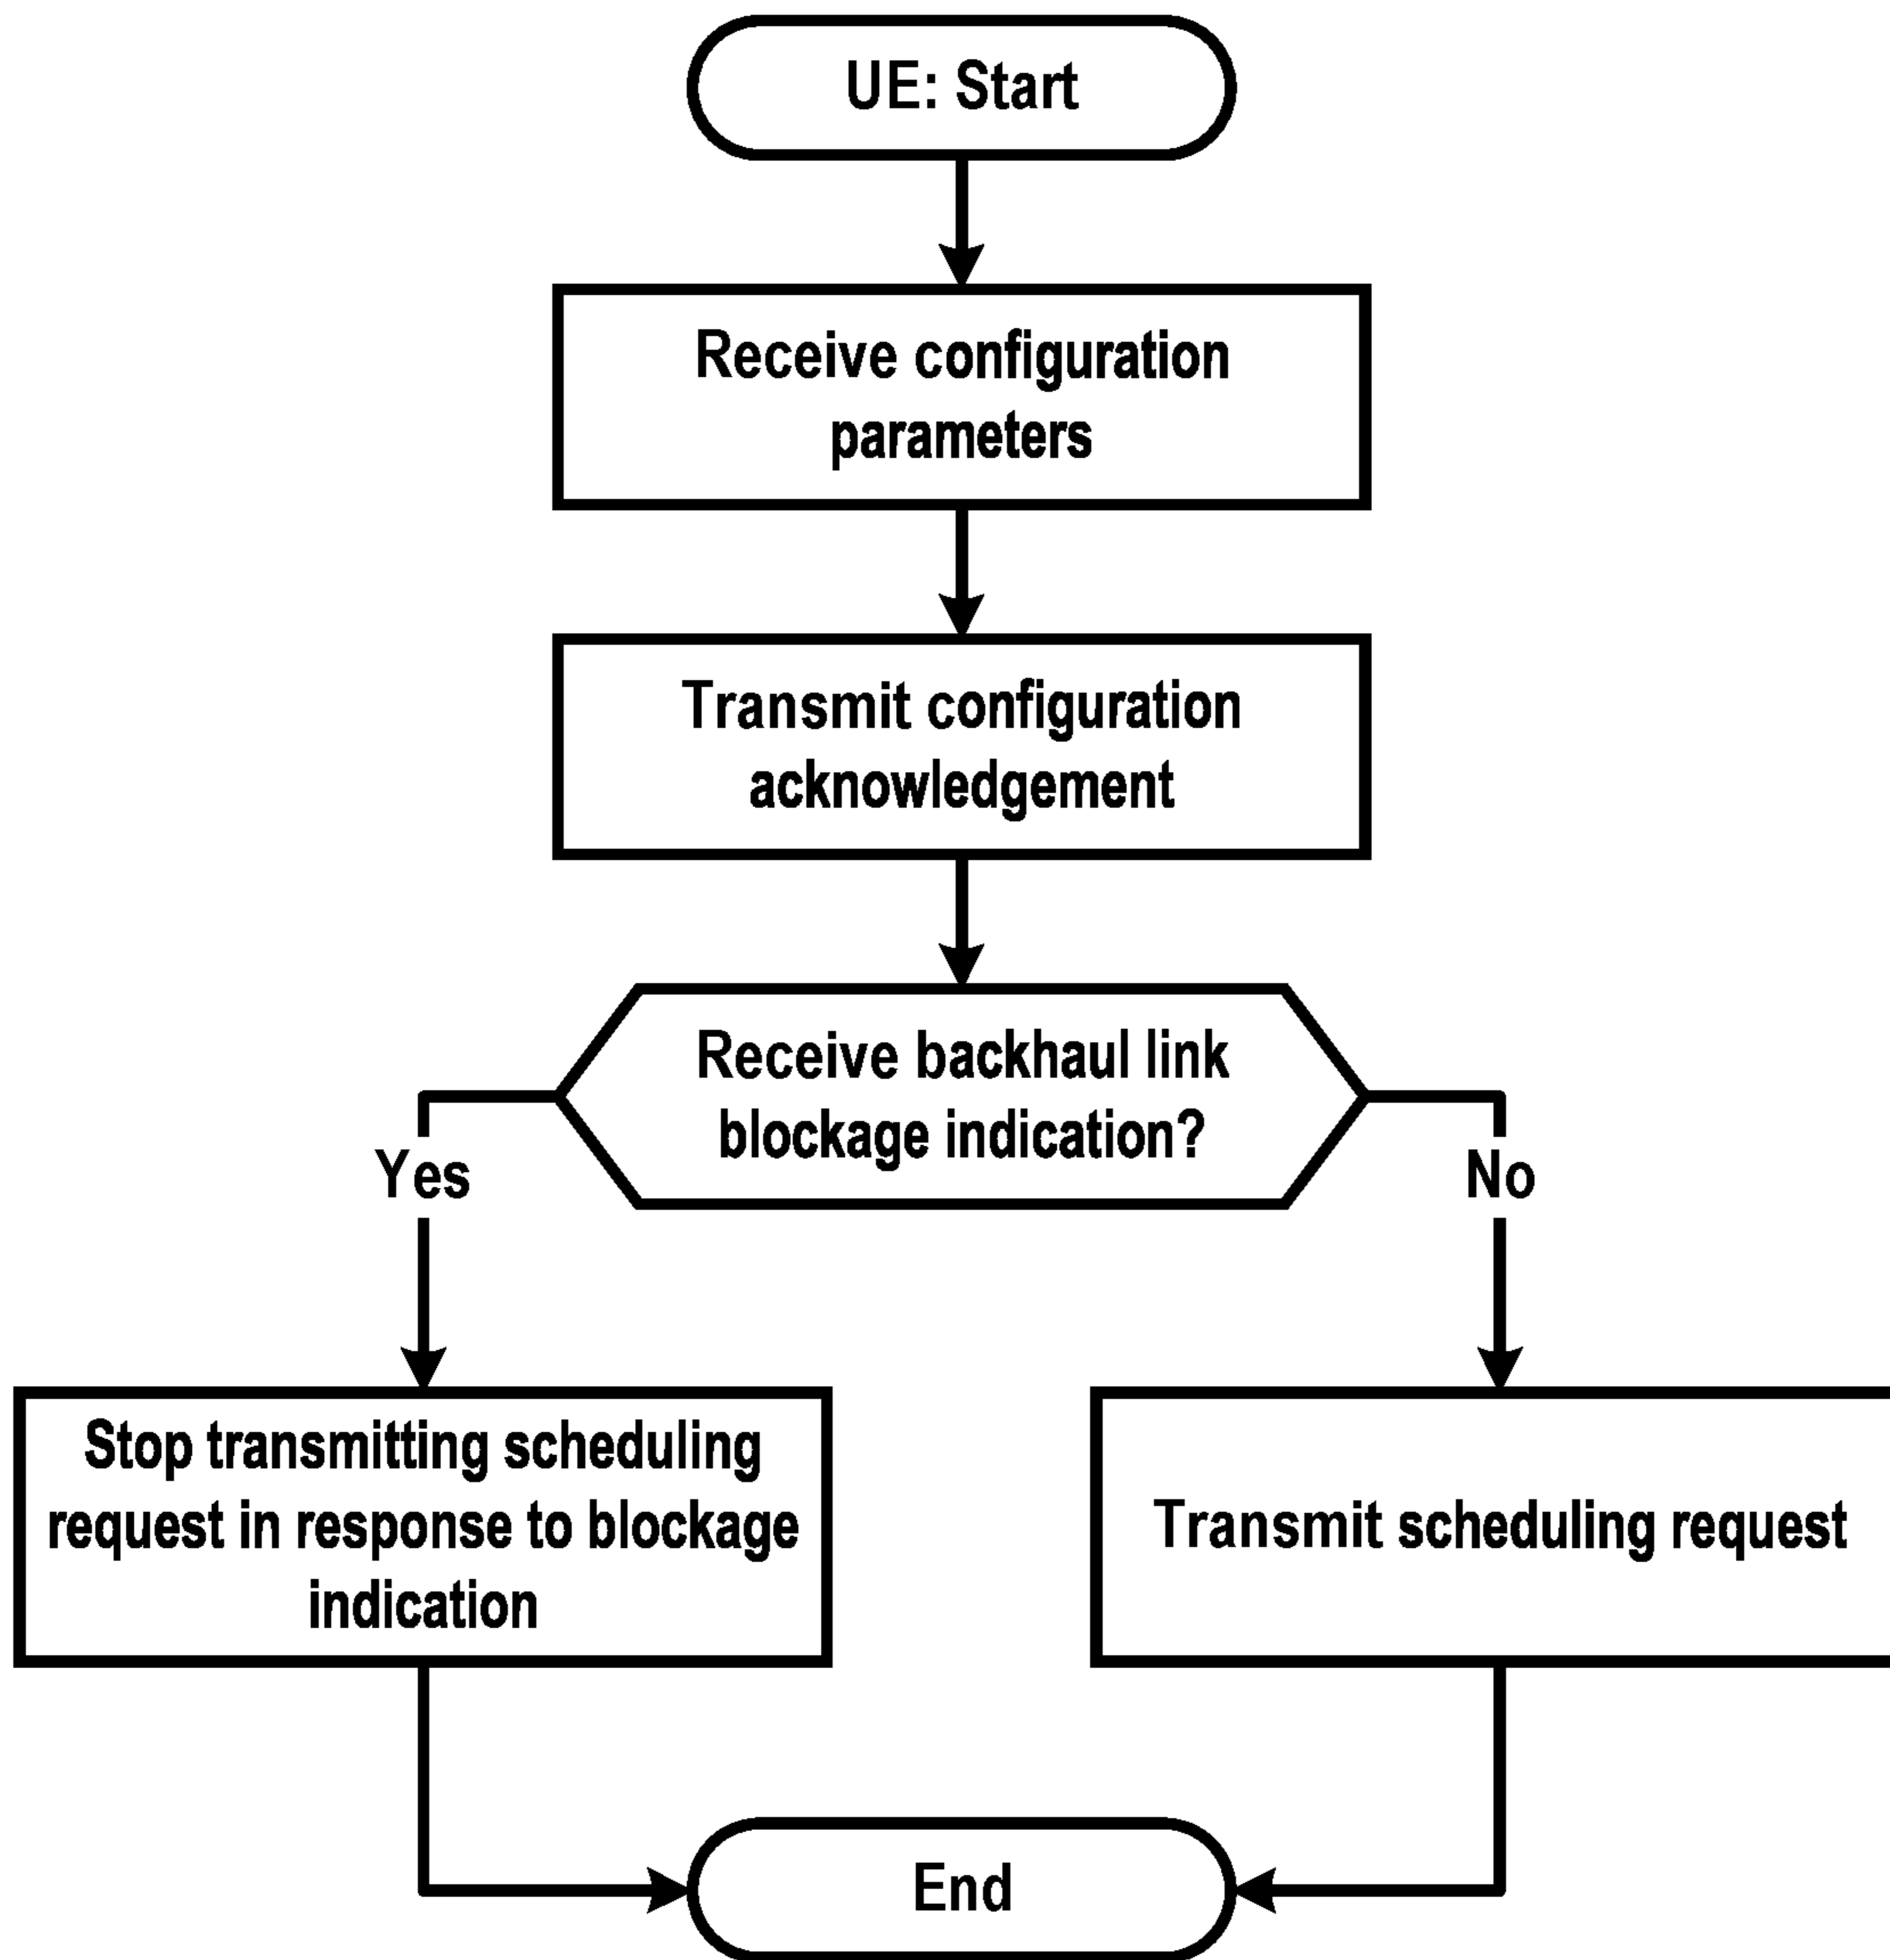 UE: Start
Receive configuration
parameters
Transmit configuration
acknowledgement
Receive backhaul link
blockage indication?
Yes
No
Stop transmitting scheduling
request in response to blockage
indication
Transmit scheduling request
End